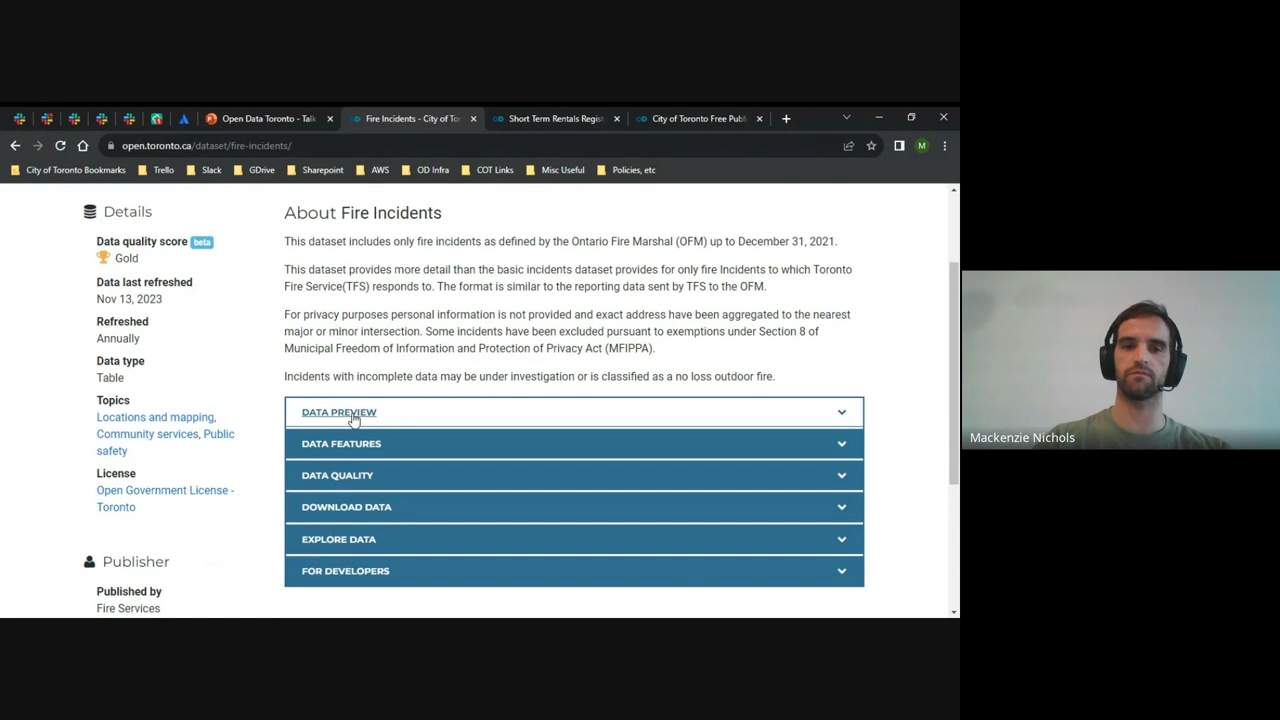 Open Data Toronto - Talk
Fire Incidents - City of Tor
Short Term Rentals Regist
City of Toronto Free Publ
open.toronto.ca/dataset/fire-incidents/
M
City of Toronto Bookmarks
Trello
Slack
GDrive
Sharepoint
AWS
OD Infra
COT Links
Misc Useful
Policies, etc
Details
Data quality score beta
Gold
Data last refreshed
Nov 13, 2023
Refreshed
Annually
Data type
Table
Topics
Locations and mapping,
Community services, Public
safety
License
Open Government License -
Toronto
Publisher
Published by
Fire Services
About Fire Incidents
This dataset includes only fire incidents as defined by the Ontario Fire Marshal (OFM) up to December 31, 2021.
This dataset provides more detail than the basic incidents dataset provides for only fire Incidents to which Toronto
Fire Service(TFS) responds to. The format is similar to the reporting data sent by TFS to the OFM.
For privacy purposes personal information is not provided and exact address have been aggregated to the nearest
major or minor intersection. Some incidents have been excluded pursuant to exemptions under Section 8 of
Municipal Freedom of Information and Protection of Privacy Act (MFIPPA).
Incidents with incomplete data may be under investigation or is classified as a no loss outdoor fire.
DATA PREVIEW
DATA FEATURES
DATA QUALITY
DOWNLOAD DATA
EXPLORE DATA
FOR DEVELOPERS
Mackenzie Nichols